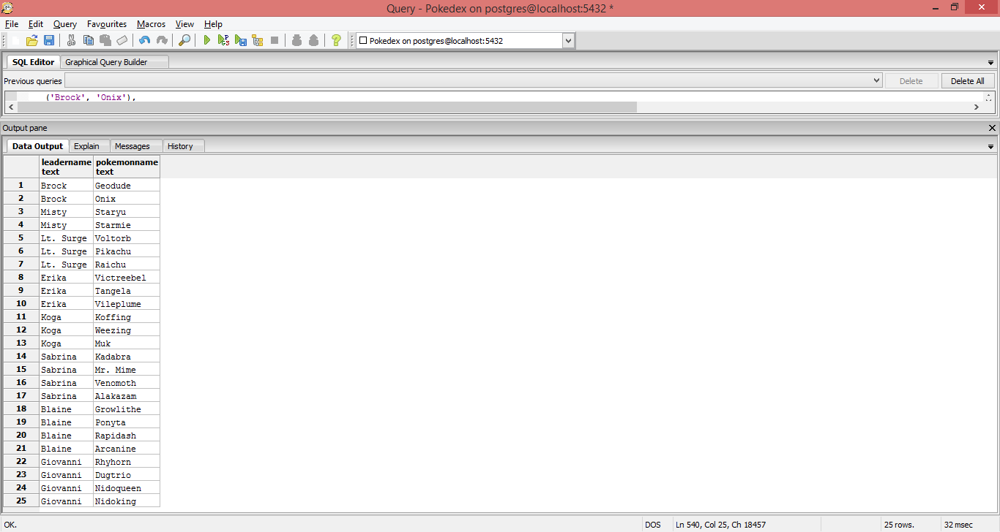 Query - Pokedex on postgres@localhost:5432 *
File Edit Query Favourites Macros View Help
Pokedex on postgres@localhost:5432
SQL Editor Graphical Query Builder
Previous queries Delete Delete All
('Brock', 'Onix'),
Output pane
Data Output Explain Messages History
leadername pokemonname
text text
1 Brock Geodude
2 Brock Onix
3 Misty Staryu
4 Misty Starmie
5 Lt. Surge Voltorb
6 Lt. Surge Pikachu
7 Lt. Surge Raichu
8 Erika Victreebel
9 Erika Tangela
10 Erika Vileplume
11 Koga Koffing
12 Koga Weezing
13 Koga Muk
14 Sabrina Kadabra
15 Sabrina Mr. Mime
16 Sabrina Venomoth
17 Sabrina Alakazam
18 Blaine Growlithe
19 Blaine Ponyta
20 Blaine Rapidash
21 Blaine Arcanine
22 Giovanni Rhyhorn
23 Giovanni Dugtrio
24 Giovanni Nidoqueen
25 Giovanni Nidoking
OK. DOS Ln 540, Col 25, Ch 18457 25 rows. 32 msec